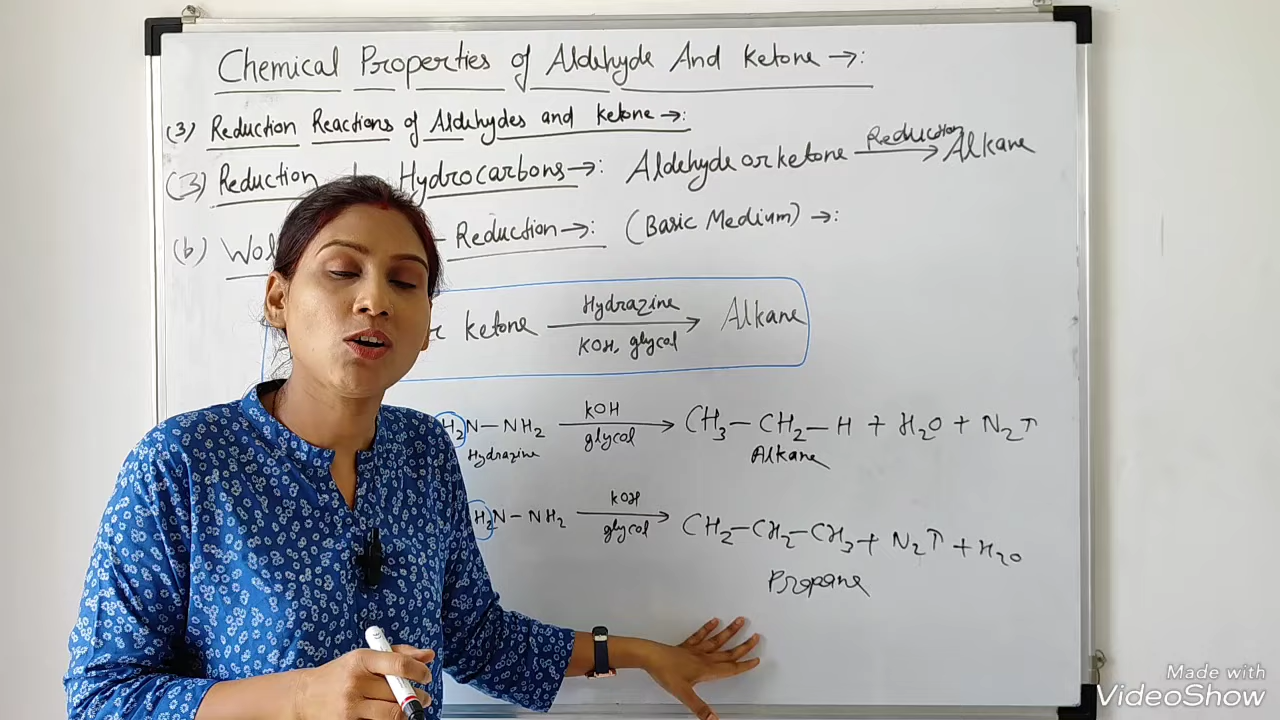 Chemical Properties of Aldehyde And Ketone →:
(3) Reduction Reactions of Aldehydes and Ketone →:
(3) Reduction Hydrocarbons →: Aldehyde or ketone Reduction→ Alkane
(b) Wol - Reduction →: (Basic Medium) →:
r ketone Hydrazine→ Alkane
KOH, glycol
H2N—NH2 KOH→ CH3—CH2—H + H2O + N2↑
glycol
Hydrazine Alkane
H2N—NH2 KOH→ CH2—CH2—CH3 + N2↑ + H2O
glycol
Propane
Made with
VideoShow